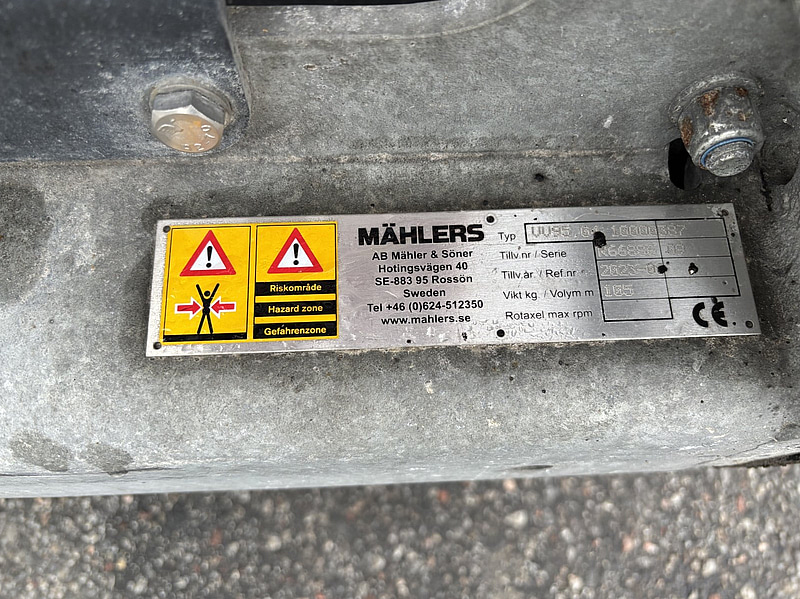 Riskområde
Hazard zone
Gefahrenzone
MÄHLERS
AB Mähler & Söner
Hotingsvägen 40
SE-883 95 Rossön
Sweden
Tel +46 (0)624-512350
www.mahlers.se
Typ 16000387
Tillv.nr / Serie
Tillv.år. / Ref.nr
Vikt kg / Volym m 165
Rotaxel max rpm
CE